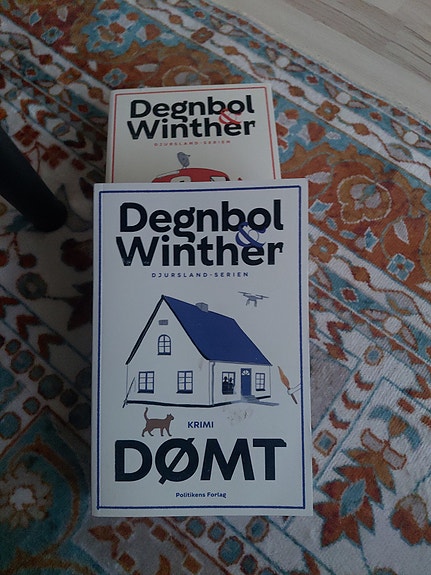 Degnbol
& Winther
DJURSLAND-SERIEN
Degnbol
& Winther
DJURSLAND-SERIEN
KRIMI
DØMT
Politikens Forlag